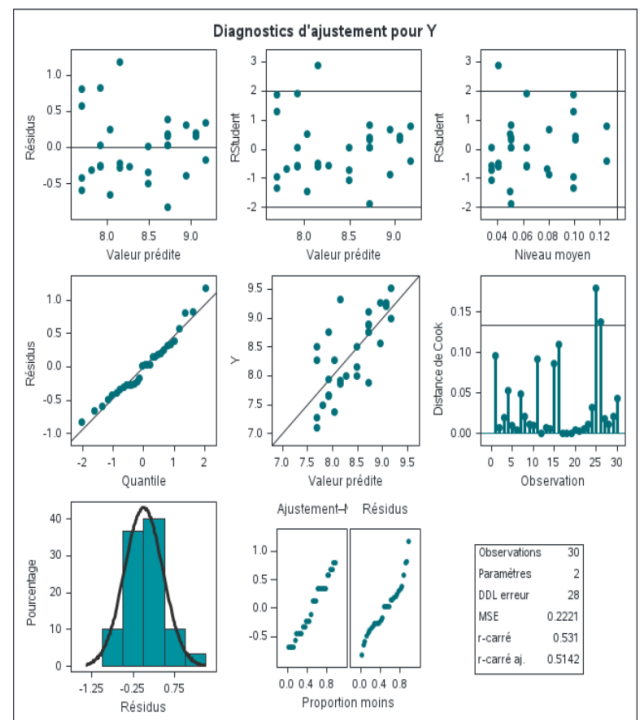 Diagnostics d'ajustement pour Y
Résidus
1.0
0.5
0.0
-0.5
8.0 8.5 9.0
Valeur prédite
RStudent
3
2
1
0
-1
-2
8.0 8.5 9.0
Valeur prédite
RStudent
3
2
1
0
-1
-2
0.04 0.06 0.08 0.10 0.12
Niveau moyen
Résidus
1.0
0.5
0.0
-0.5
-1.0
-2 -1 0 1 2
Quantile
Y
9.5
9.0
8.5
8.0
7.5
7.0
7.0 7.5 8.0 8.5 9.0 9.5
Valeur prédite
Distance de Cook
0.15
0.10
0.05
0.00
0 5 10 15 20 25 30
Observation
Pourcentage
40
30
20
10
0
-1.25 -0.25 0.75
Résidus
Ajustement– Résidus
1.0
0.5
0.0
-0.5
0.0 0.4 0.8 0.0 0.4 0.8
Proportion moins
Observations 30
Paramètres 2
DDL erreur 28
MSE 0.2221
r-carré 0.531
r-carré aj. 0.5142